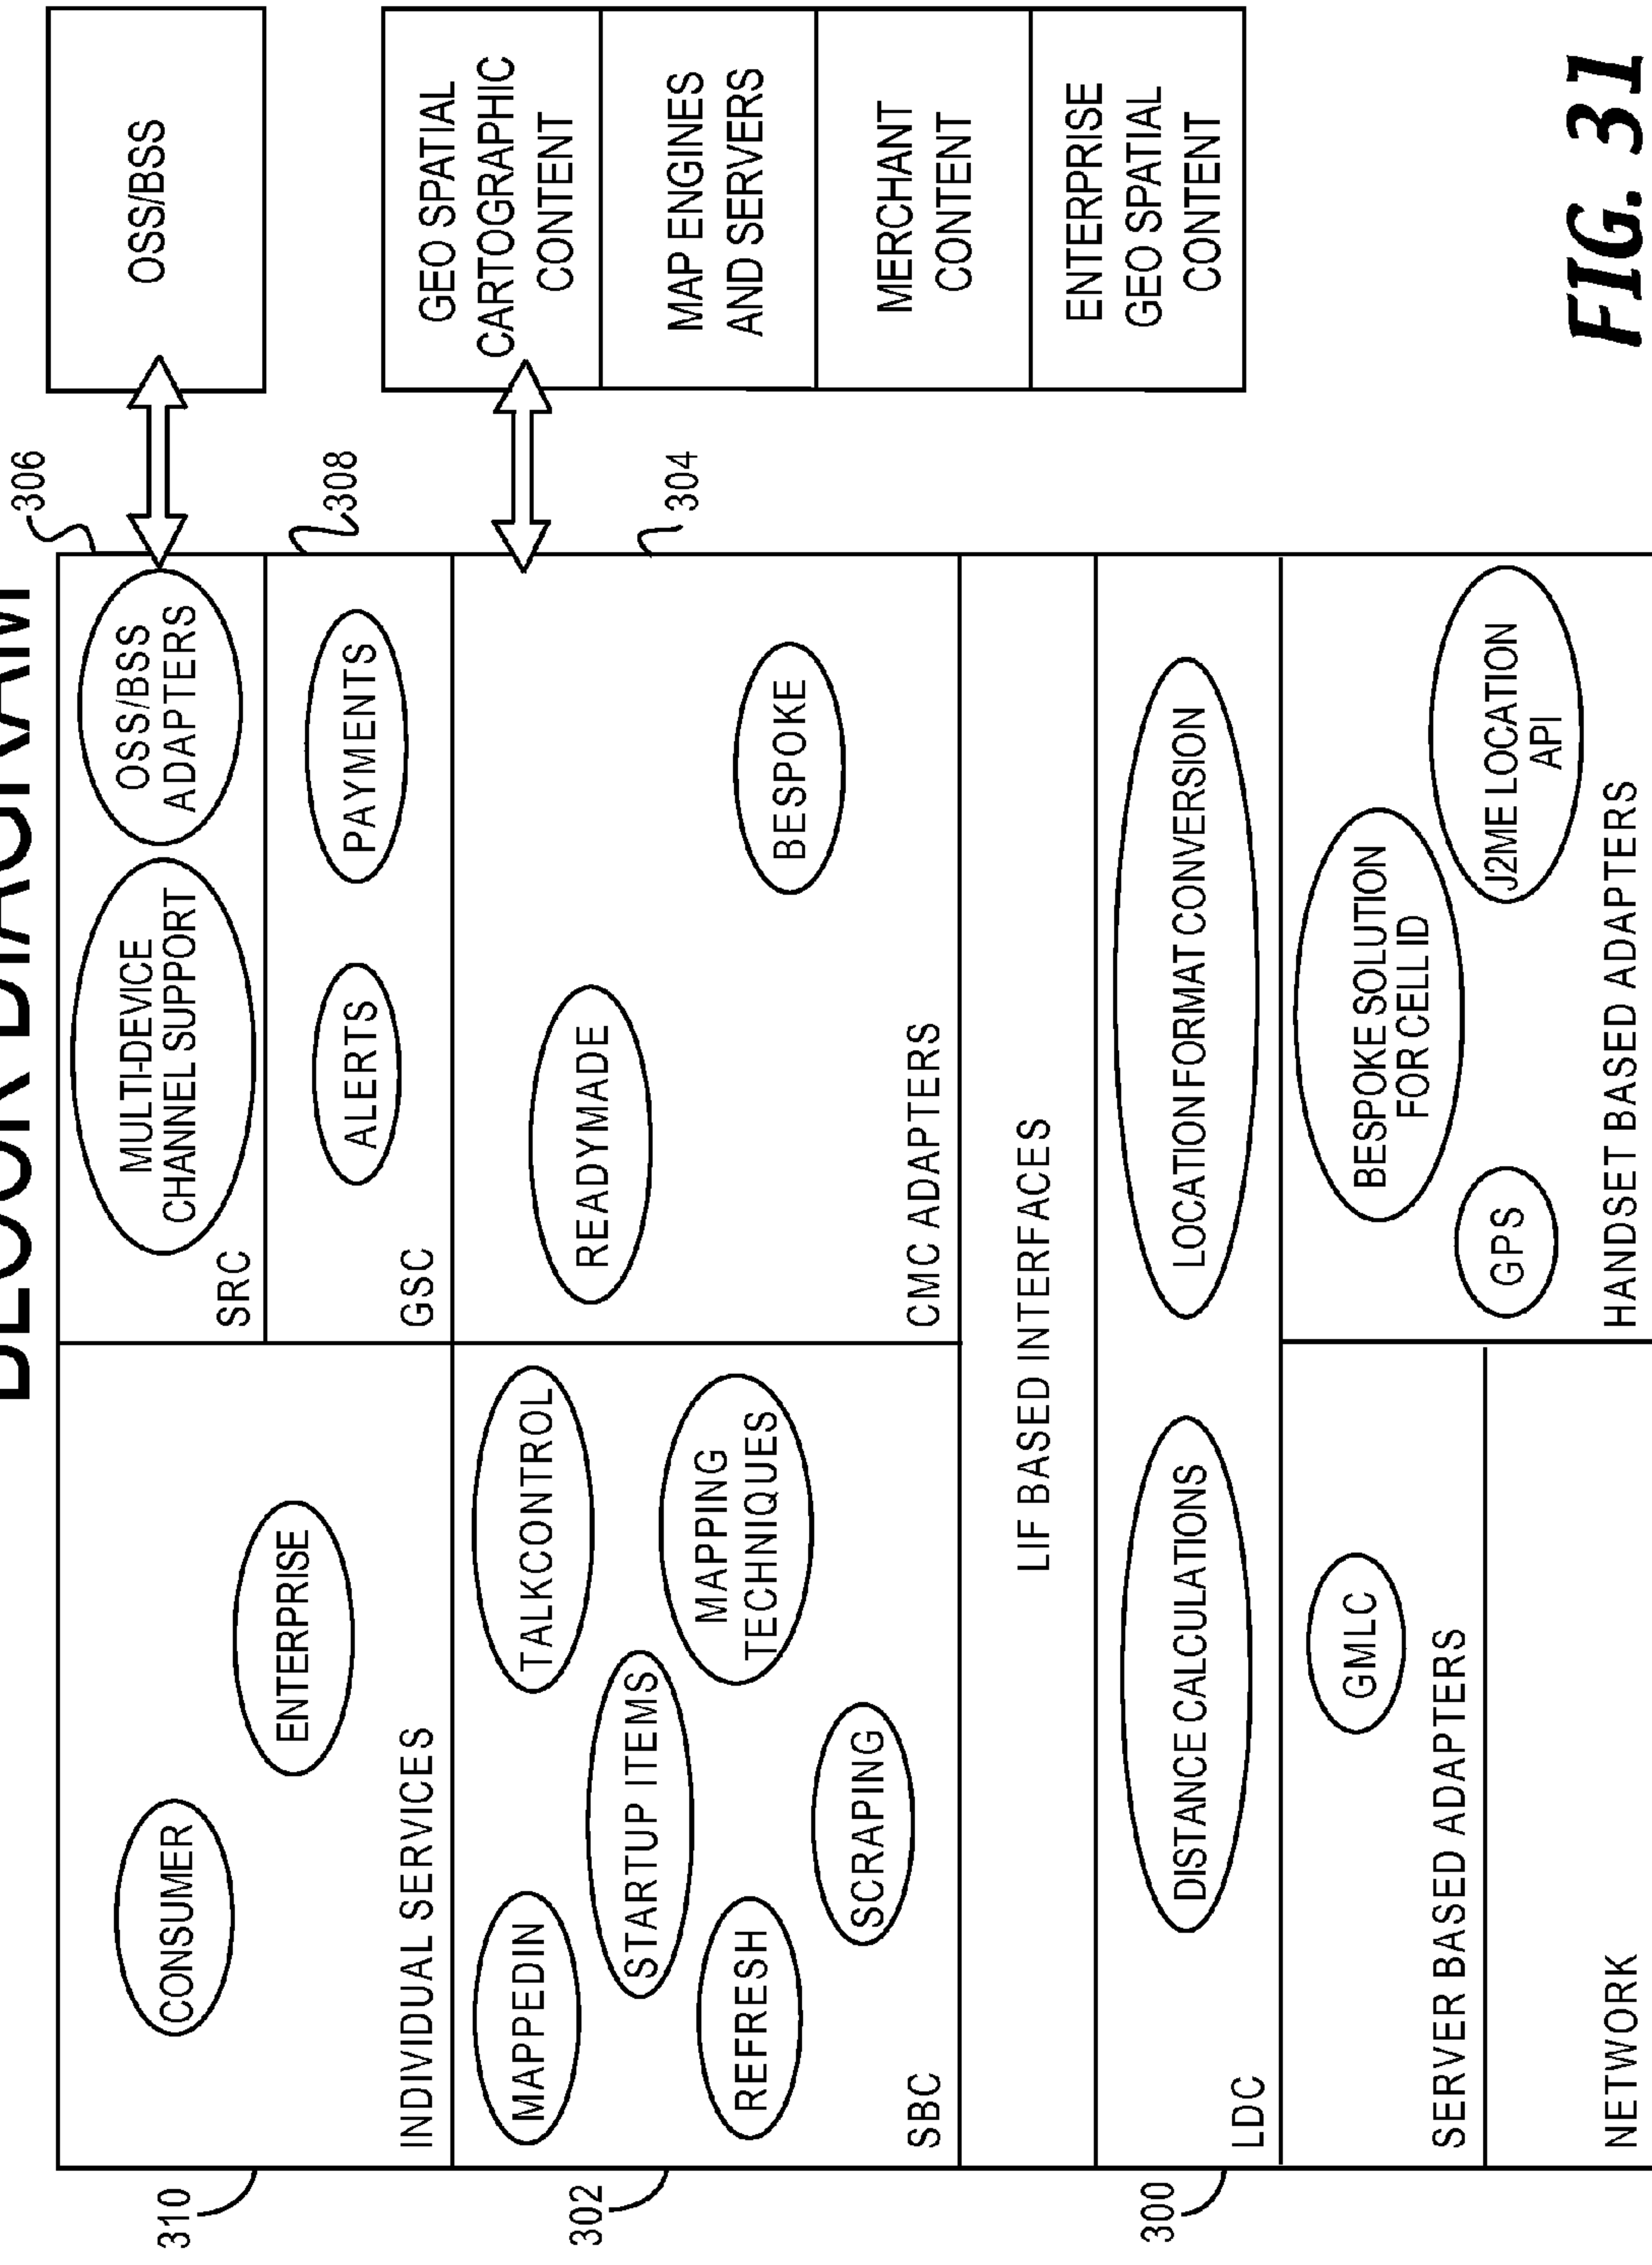 BLOCK DIAGRAM
310
CONSUMER
ENTERPRISE
INDIVIDUAL SERVICES
MULTI-DEVICE
CHANNEL SUPPORT
OSS/BSS
ADAPTERS
SRC
306
OSS/BSS
ALERTS
PAYMENTS
GSC
308
302
MAPPEDIN
TALKCONTROL
STARTUP ITEMS
REFRESH
MAPPING
TECHNIQUES
SCRAPING
SBC
READYMADE
BESPOKE
CMC ADAPTERS
304
GEO SPATIAL
CARTOGRAPHIC
CONTENT
MAP ENGINES
AND SERVERS
MERCHANT
CONTENT
ENTERPRISE
GEO SPATIAL
CONTENT
LIF BASED INTERFACES
300
DISTANCE CALCULATIONS
LOCATION FORMAT CONVERSION
LDC
GMLC
SERVER BASED ADAPTERS
NETWORK
BESPOKE SOLUTION
FOR CELL ID
GPS
J2ME LOCATION
API
HANDSET BASED ADAPTERS
FIG. 31